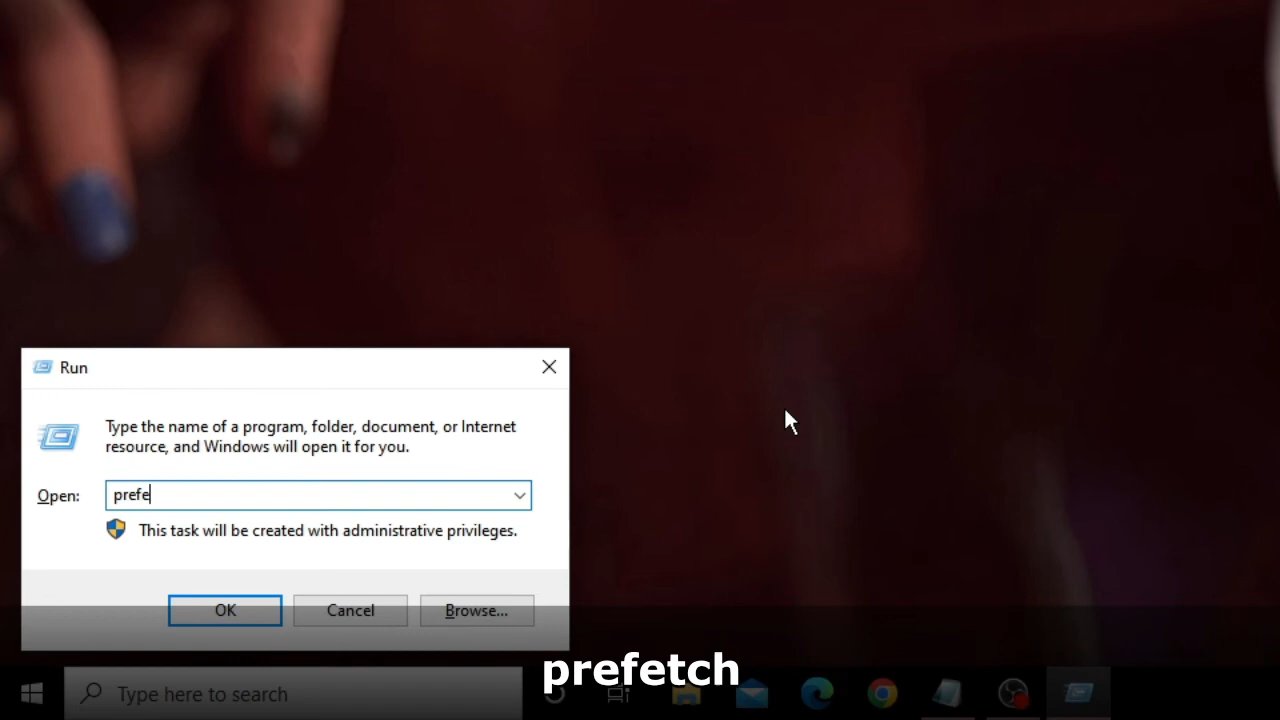 Run
Type the name of a program, folder, document, or Internet
resource, and Windows will open it for you.
Open:
prefe
This task will be created with administrative privileges.
OK
Cancel
Browse...
prefetch
Type here to search